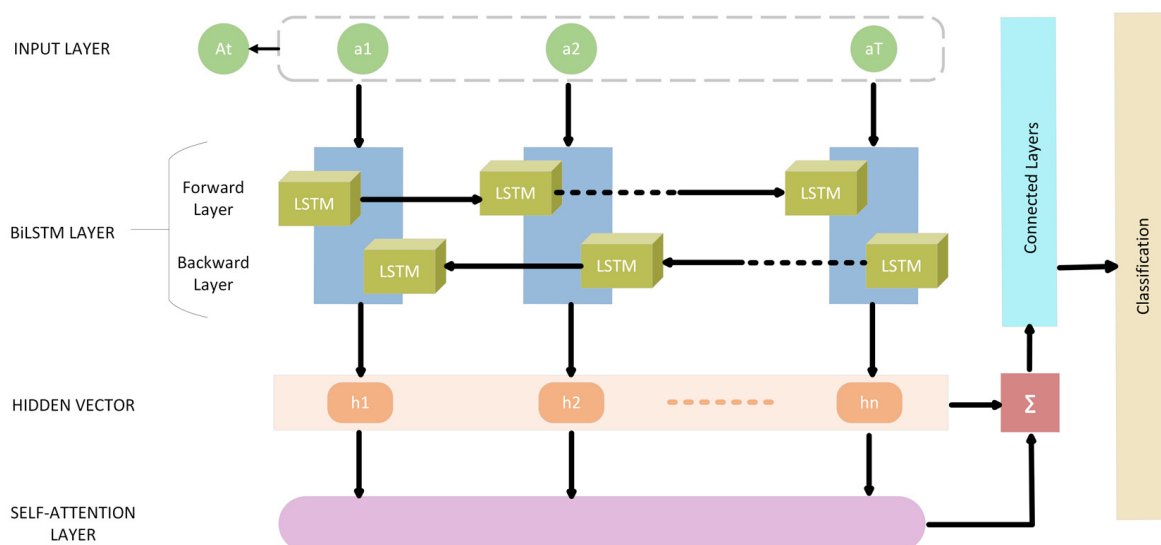 INPUT LAYER
At
a1
a2
aT
BiLSTM LAYER
Forward
Layer
Backward
Layer
LSTM
LSTM
LSTM
LSTM
LSTM
LSTM
HIDDEN VECTOR
h1
h2
hn
Σ
SELF-ATTENTION
LAYER
Connected Layers
Classification